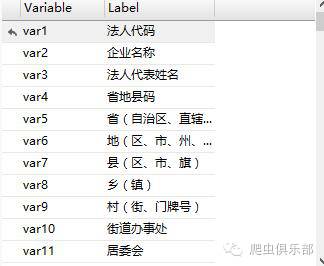 Variable Label
var1 法人代码
var2 企业名称
var3 法人代表姓名
var4 省地县码
var5 省（自治区、直辖...
var6 地（区、市、州、...
var7 县（区、市、旗）
var8 乡（镇）
var9 村（街、门牌号）
var10 街道办事处
var11 居委会
爬虫俱乐部